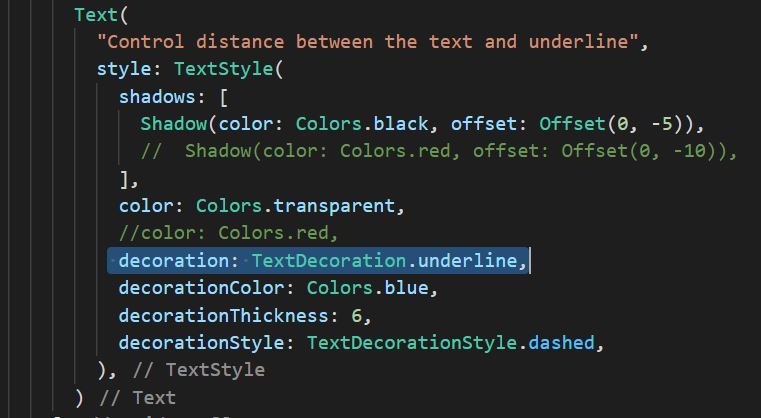 Text(
"Control distance between the text and underline",
style: TextStyle(
shadows: [
Shadow(color: Colors.black, offset: Offset(0, -5)),
//  Shadow(color: Colors.red, offset: Offset(0, -10)),
],
color: Colors.transparent,
//color: Colors.red,
decoration: TextDecoration.underline,
decorationColor: Colors.blue,
decorationThickness: 6,
decorationStyle: TextDecorationStyle.dashed,
), // TextStyle
) // Text